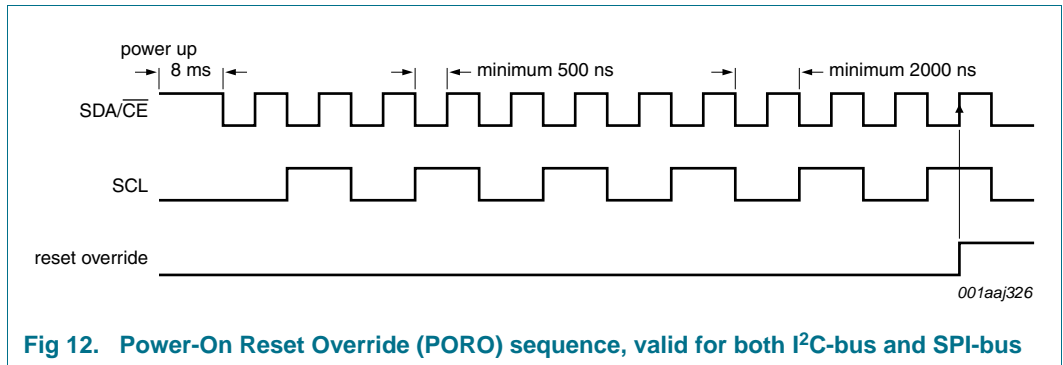 power up
8 ms
minimum 500 ns
minimum 2000 ns
SDA/CE
SCL
reset override
001aaj326
Fig 12. Power-On Reset Override (PORO) sequence, valid for both I²C-bus and SPI-bus